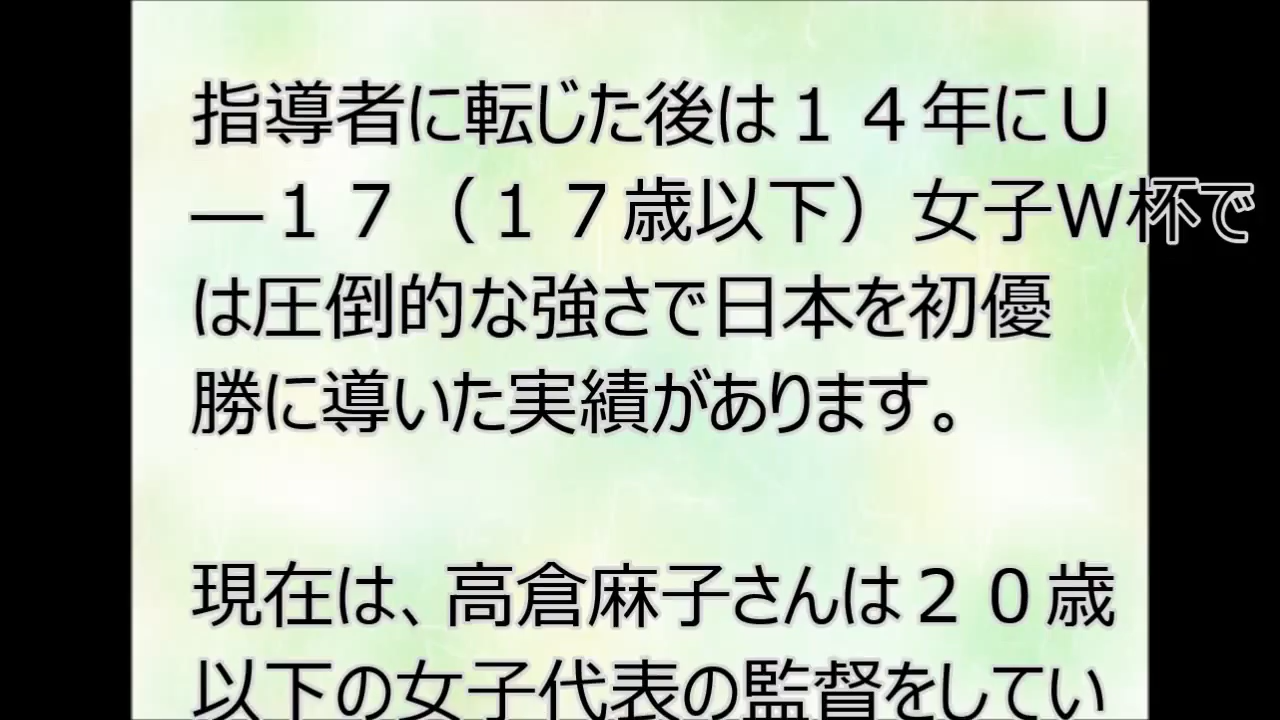 指導者に転じた後は１４年にＵ
―１７（１７歳以下）女子Ｗ杯で
は圧倒的な強さで日本を初優
勝に導いた実績があります。
現在は、高倉麻子さんは２０歳
以下の女子代表の監督をしてい